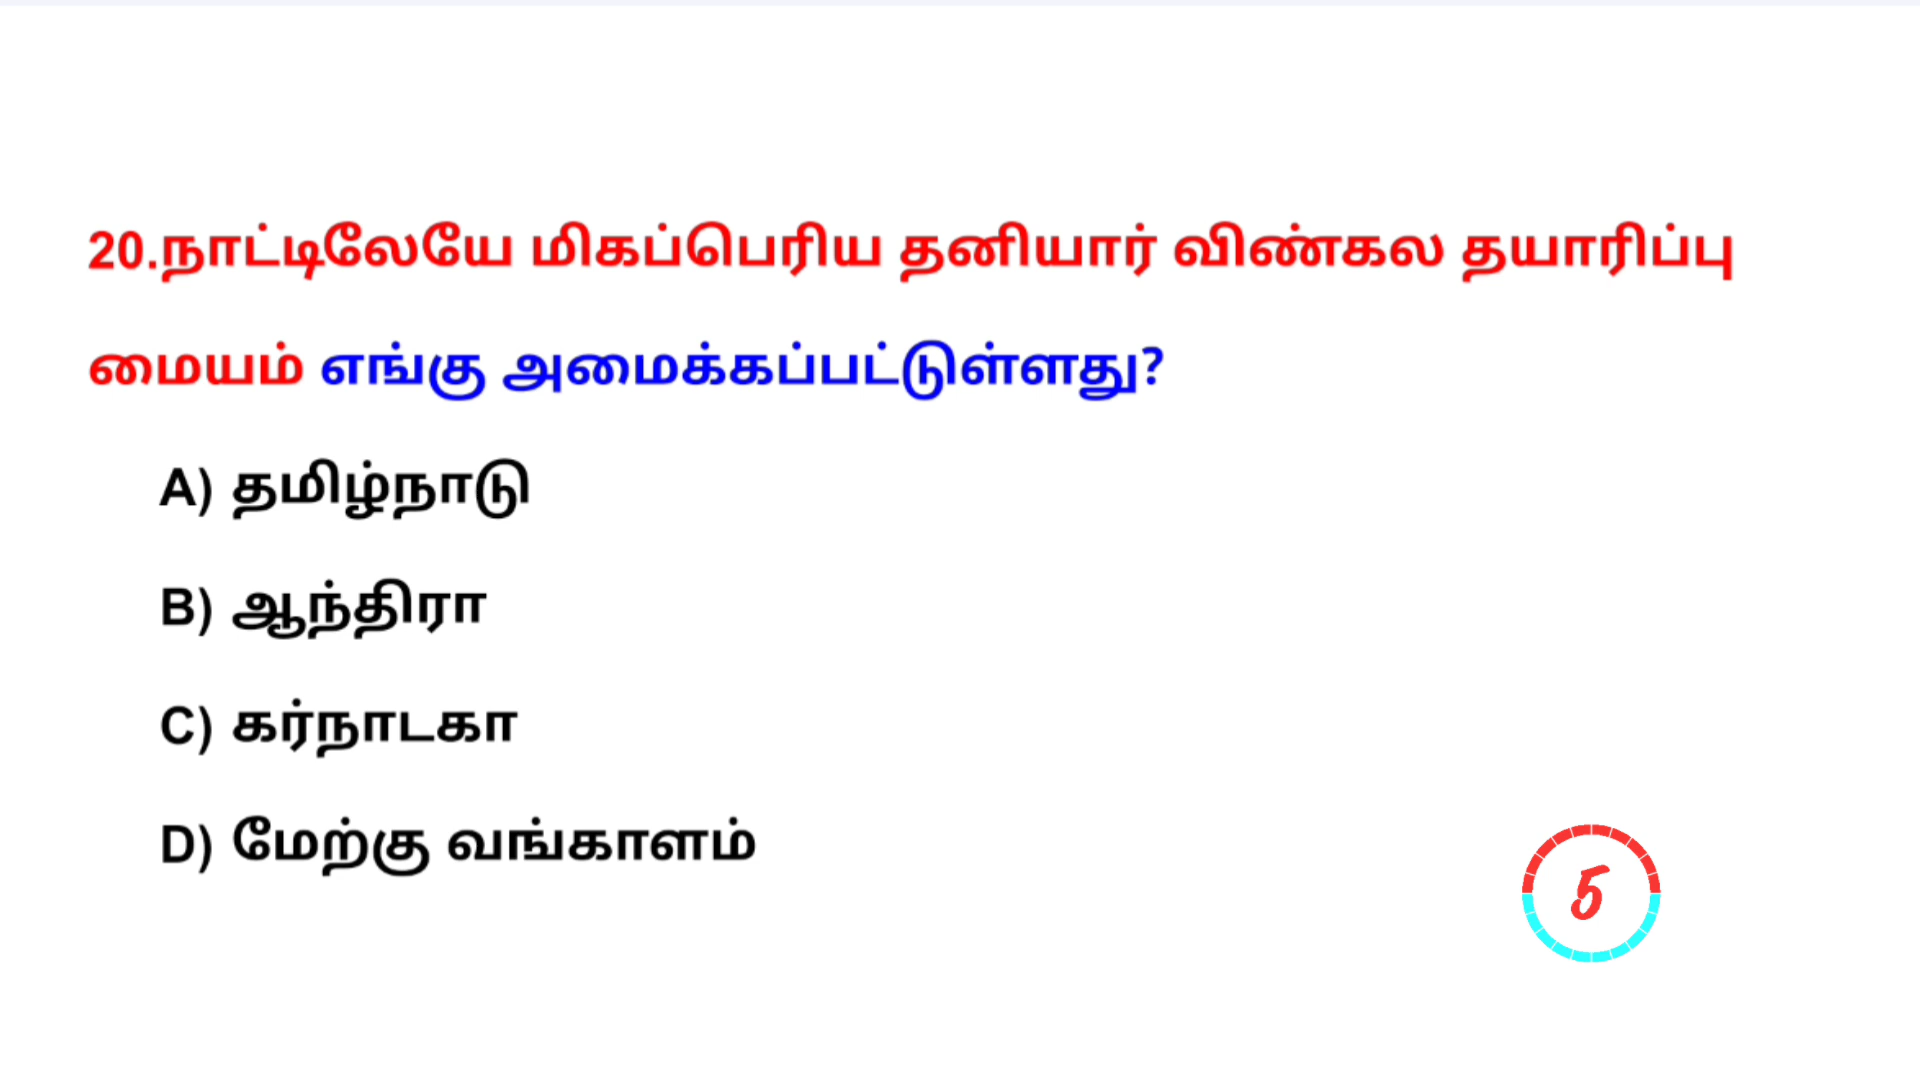 20.நாட்டிலேயே மிகப்பெரிய தனியார் விண்கல தயாரிப்பு
மையம் எங்கு அமைக்கப்பட்டுள்ளது?
A) தமிழ்நாடு
B) ஆந்திரா
C) கர்நாடகா
D) மேற்கு வங்காளம்
5